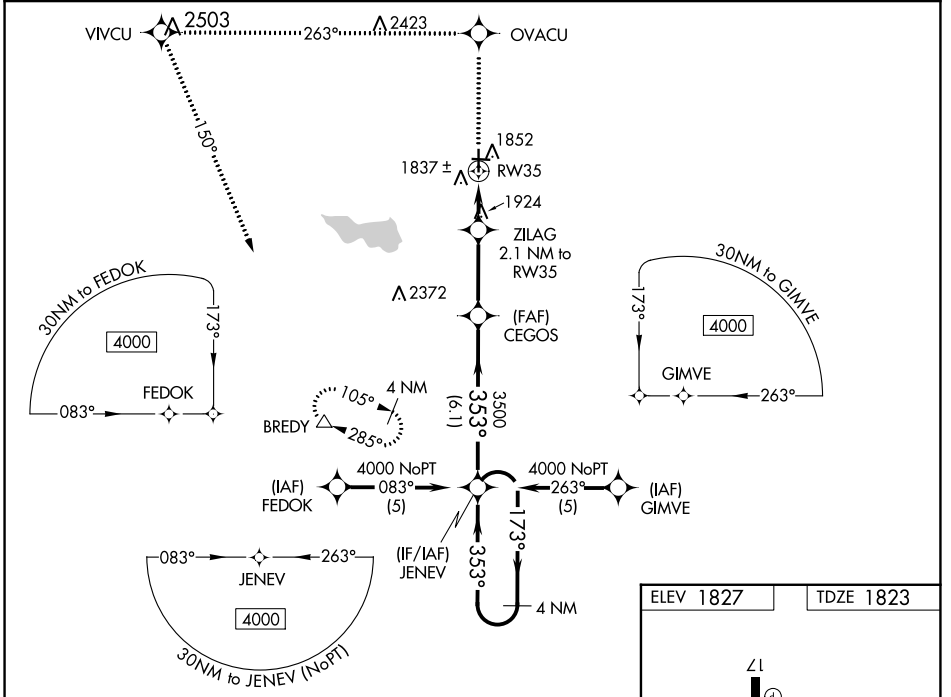 VIVCU
2503
263°
2423
OVACU
150°
1852
1837 ±
RW35
1924
ZILAG
2.1 NM to
RW35
2372
(FAF)
CEGOS
30NM to FEDOK
173°
4000
FEDOK
083°
30NM to GIMVE
173°
4000
GIMVE
263°
105°
4 NM
BREDY
285°
3500
353°
(6.1)
4000 NoPT
083°
(5)
(IAF)
FEDOK
4000 NoPT
263°
(5)
(IAF)
GIMVE
(IF/IAF)
JENEV
353°
173°
4 NM
083°
263°
JENEV
4000
30NM to JENEV (NoPT)
ELEV 1827
TDZE 1823
17